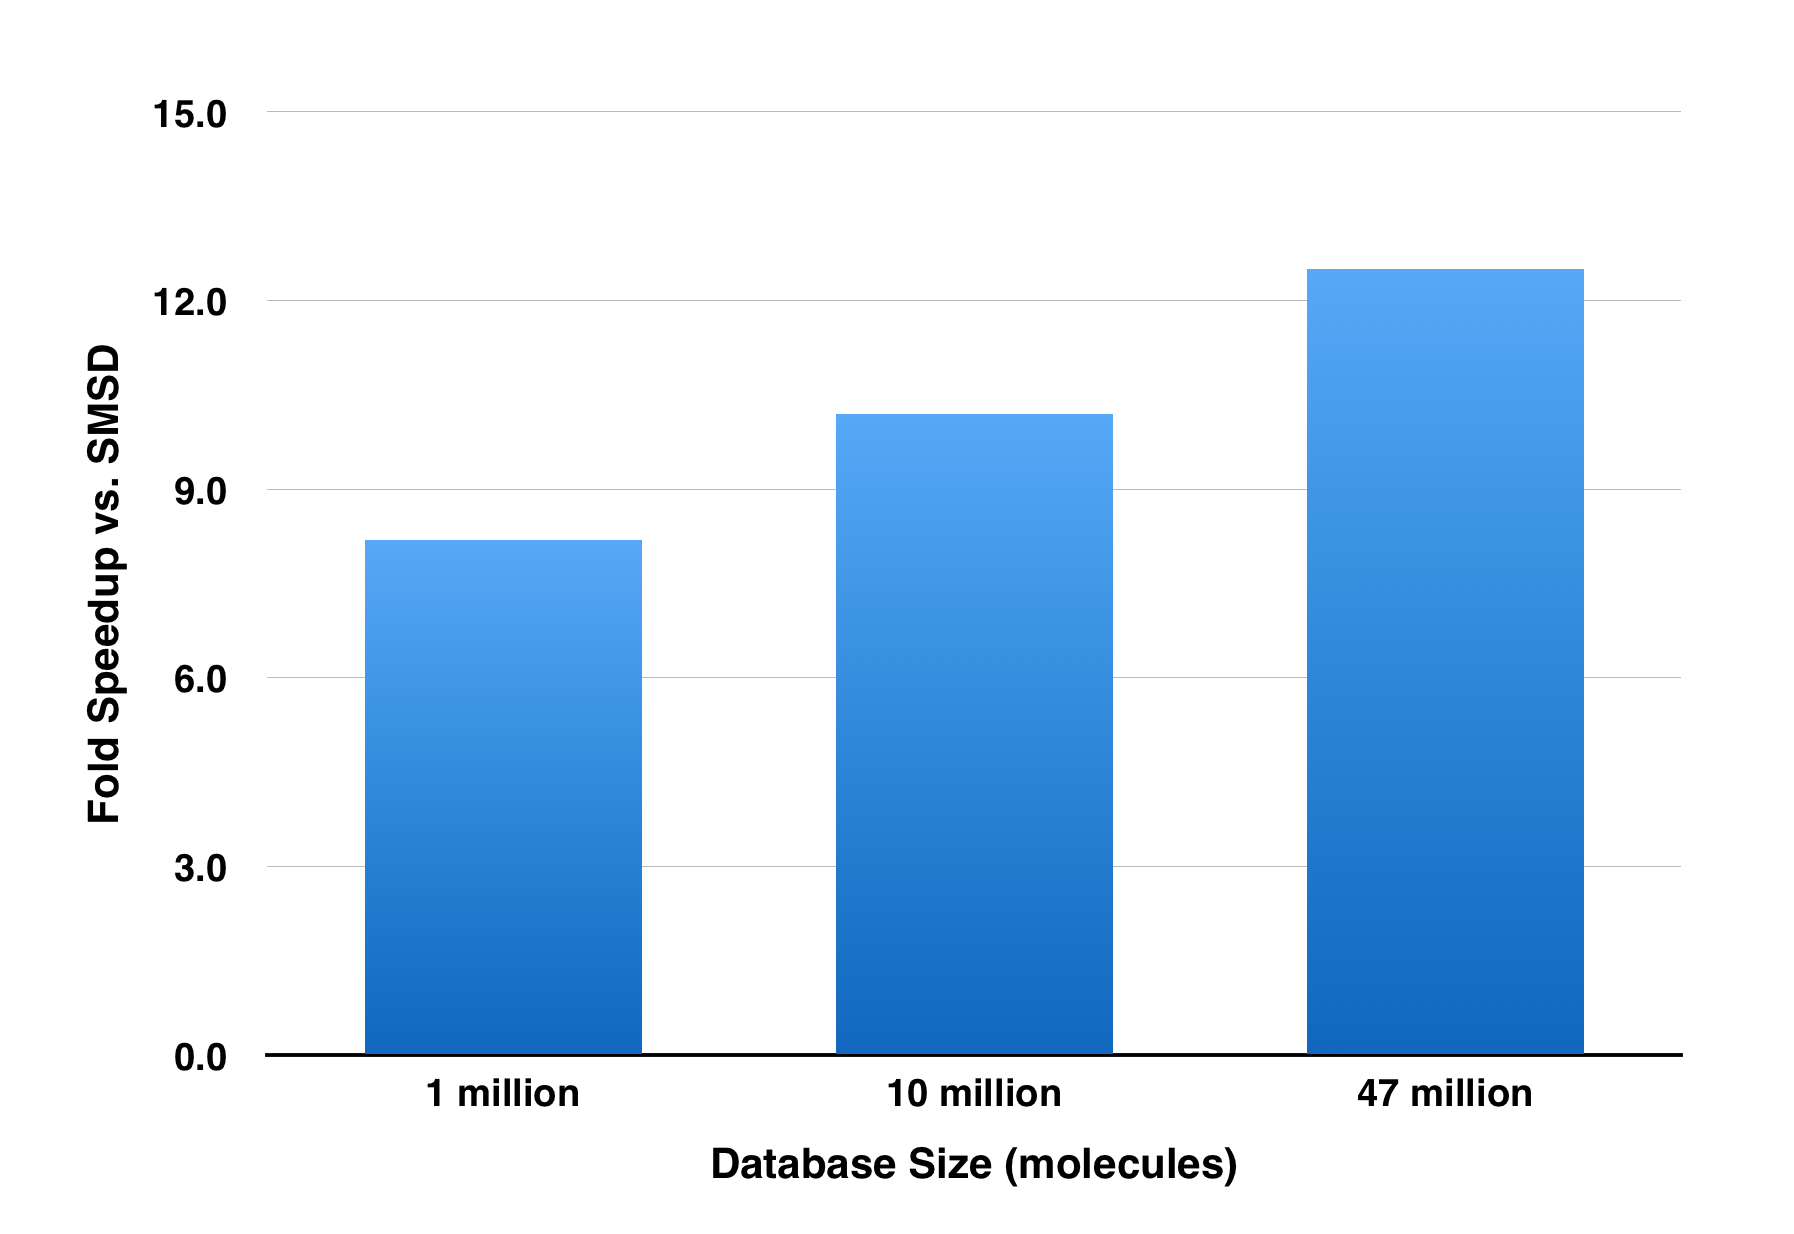 15.0
12.0
9.0
6.0
3.0
0.0
Fold Speedup vs. SMSD
1 million
10 million
47 million
Database Size (molecules)